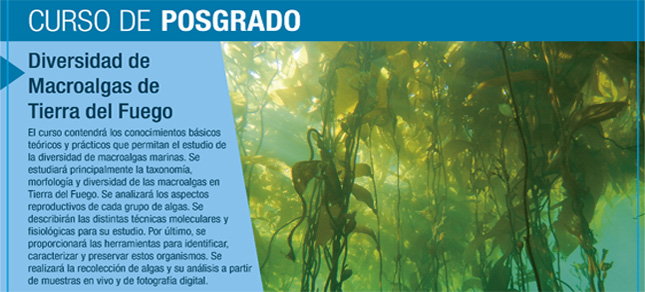 CURSO DE POSGRADO
Diversidad de
Macroalgas de
Tierra del Fuego
El curso contendrá los conocimientos básicos
teóricos y prácticos que permitan el estudio de
la diversidad de macroalgas marinas. Se
estudiará principalmente la taxonomía,
morfología y diversidad de las macroalgas en
Tierra del Fuego. Se analizará los aspectos
reproductivos de cada grupo de algas. Se
describirán las distintas técnicas moleculares y
fisiológicas para su estudio. Por último, se
proporcionará las herramientas para identificar,
caracterizar y preservar estos organismos. Se
realizará la recolección de algas y su análisis a partir
de muestras en vivo y de fotografía digital.